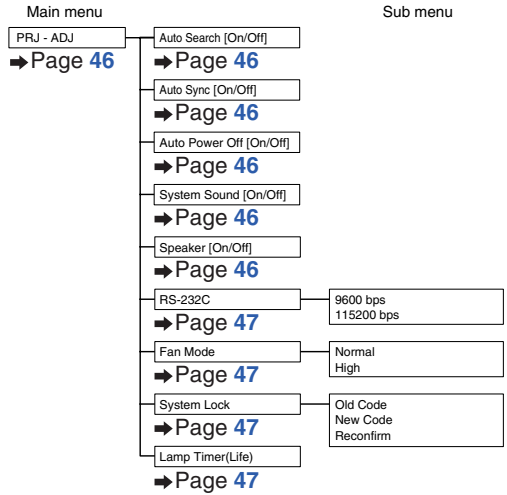 Main menu
Sub menu
PRJ - ADJ
➡Page 46
Auto Search [On/Off]
➡Page 46
Auto Sync [On/Off]
➡Page 46
Auto Power Off [On/Off]
➡Page 46
System Sound [On/Off]
➡Page 46
Speaker [On/Off]
➡Page 46
RS-232C
➡Page 47
9600 bps
115200 bps
Fan Mode
➡Page 47
Normal
High
System Lock
➡Page 47
Old Code
New Code
Reconfirm
Lamp Timer(Life)
➡Page 47